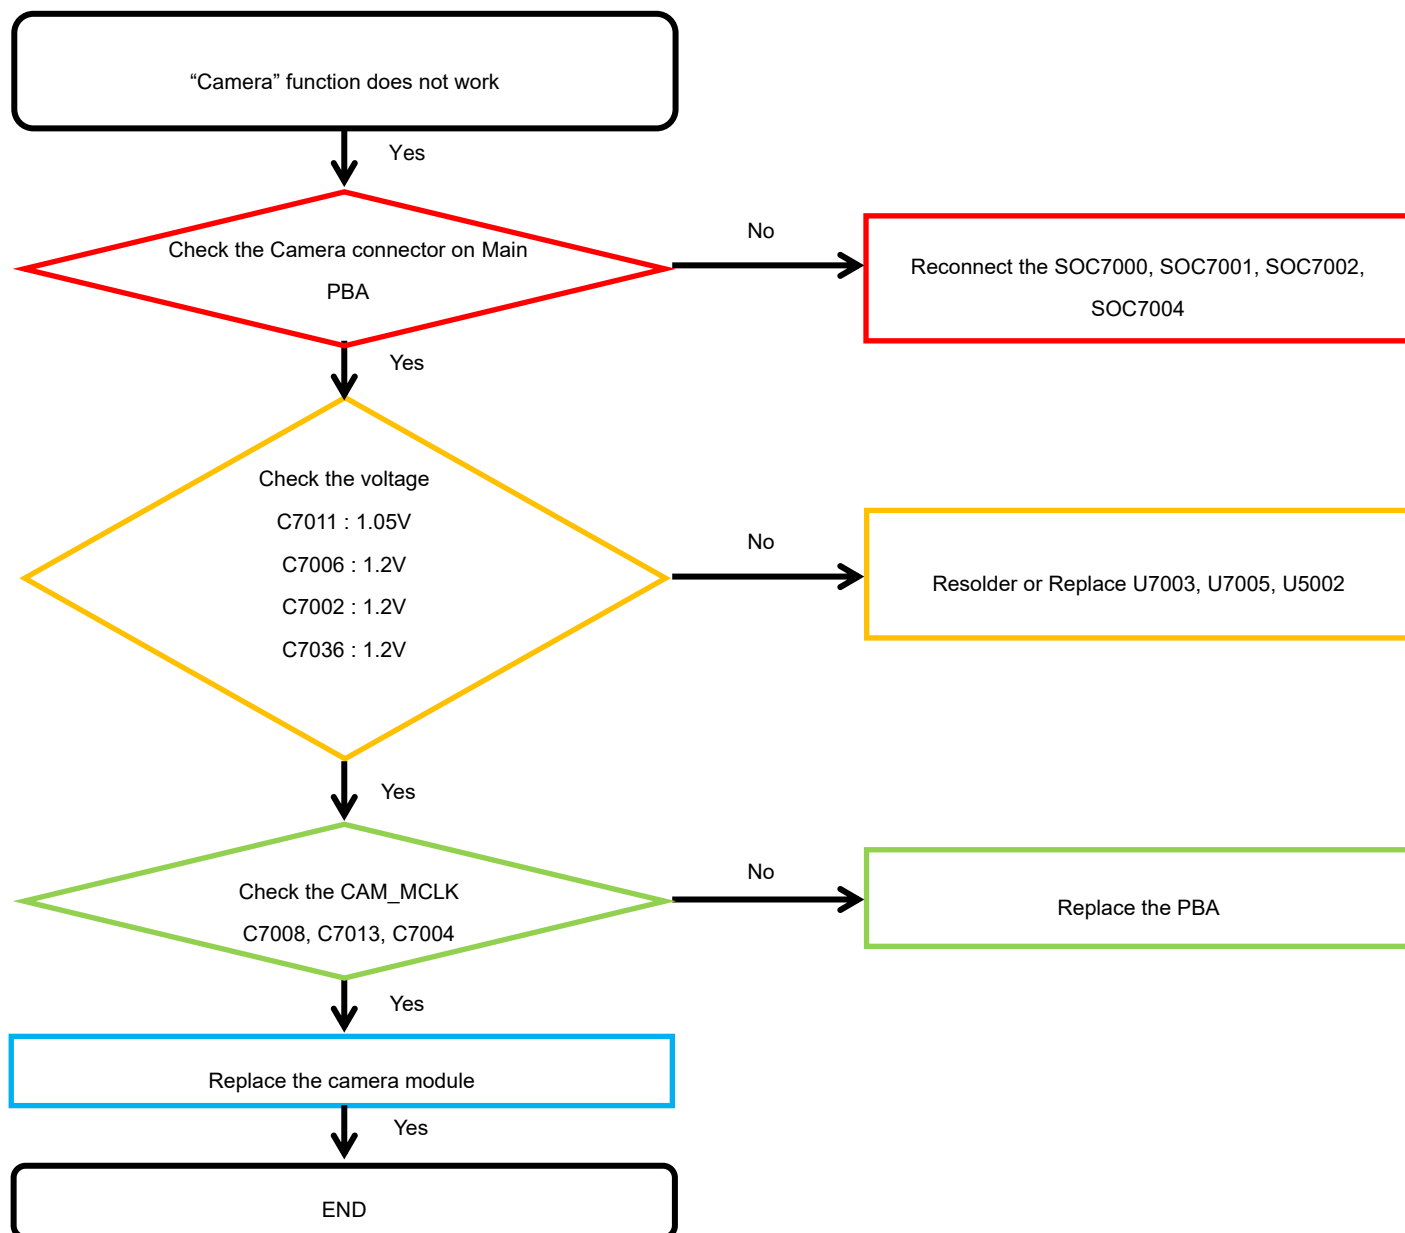 “Camera” function does not work
Yes
Check the Camera connector on Main
PBA
No
Reconnect the SOC7000, SOC7001, SOC7002,
SOC7004
Yes
Check the voltage
C7011 : 1.05V
C7006 : 1.2V
C7002 : 1.2V
C7036 : 1.2V
No
Resolder or Replace U7003, U7005, U5002
Yes
Check the CAM_MCLK
C7008, C7013, C7004
No
Replace the PBA
Yes
Replace the camera module
Yes
END